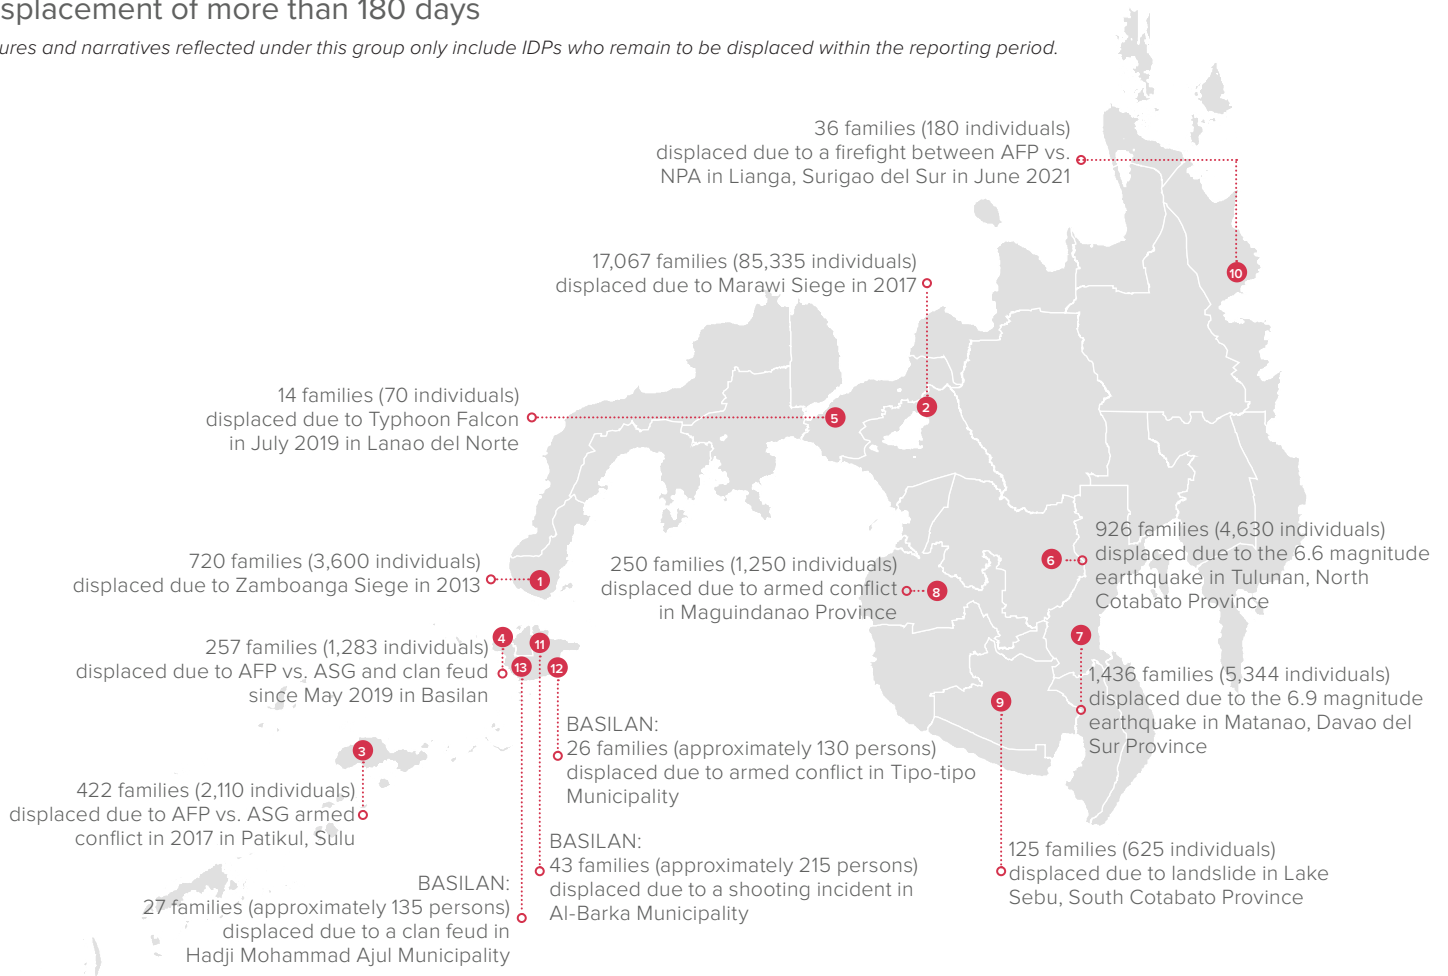 splacement of more than 180 days
ures and narratives reflected under this group only include IDPs who remain to be displaced within the reporting period.
36 families (180 individuals)
displaced due to a firefight between AFP vs.
NPA in Lianga, Surigao del Sur in June 2021
10
17,067 families (85,335 individuals)
displaced due to Marawi Siege in 2017
2
14 families (70 individuals)
displaced due to Typhoon Falcon
in July 2019 in Lanao del Norte
5
720 families (3,600 individuals)
displaced due to Zamboanga Siege in 2013
1
250 families (1,250 individuals)
displaced due to armed conflict
in Maguindanao Province
8
926 families (4,630 individuals)
displaced due to the 6.6 magnitude
earthquake in Tulunan, North
Cotabato Province
6
257 families (1,283 individuals)
displaced due to AFP vs. ASG and clan feud
since May 2019 in Basilan
4
11
13
12
7
1,436 families (5,344 individuals)
displaced due to the 6.9 magnitude
earthquake in Matanao, Davao del
Sur Province
9
BASILAN:
26 families (approximately 130 persons)
displaced due to armed conflict in Tipo-tipo
Municipality
3
422 families (2,110 individuals)
displaced due to AFP vs. ASG armed
conflict in 2017 in Patikul, Sulu
BASILAN:
43 families (approximately 215 persons)
displaced due to a shooting incident in
Al-Barka Municipality
125 families (625 individuals)
displaced due to landslide in Lake
Sebu, South Cotabato Province
BASILAN:
27 families (approximately 135 persons)
displaced due to a clan feud in
Hadji Mohammad Ajul Municipality